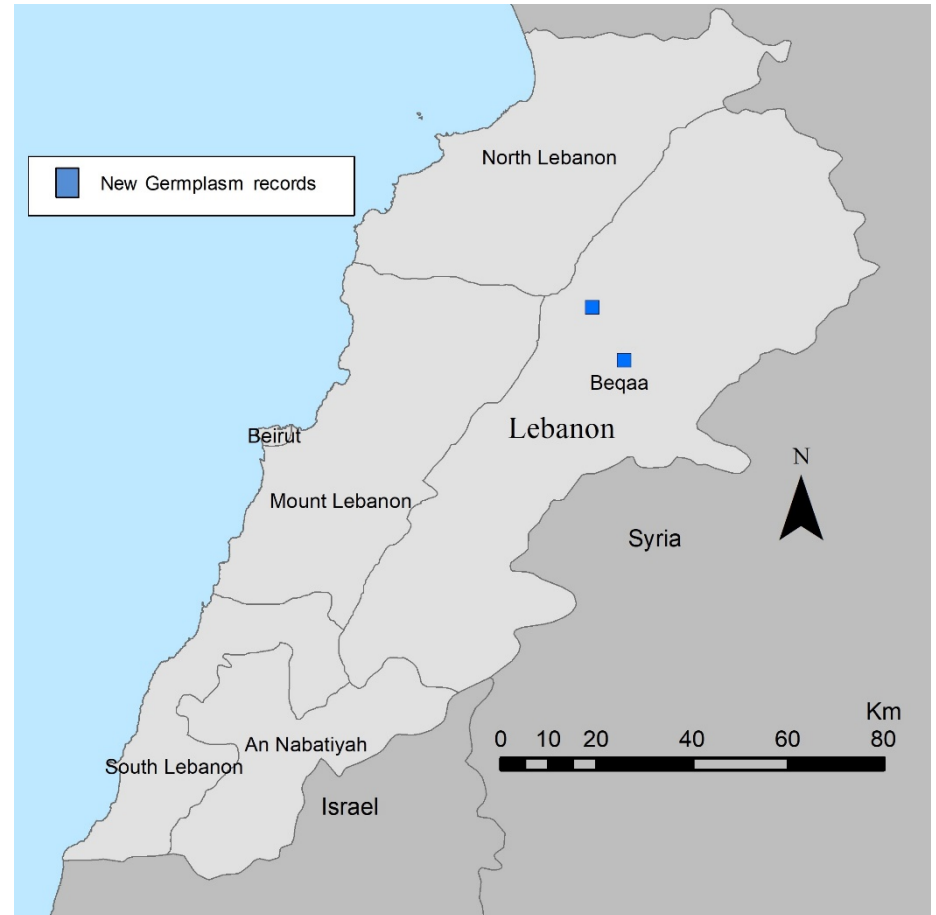 North Lebanon
New Germplasm records
Beqaa
Lebanon
Beirut
Mount Lebanon
N
Syria
Km
0 10 20 40 60 80
An Nabatiyah
South Lebanon
Israel